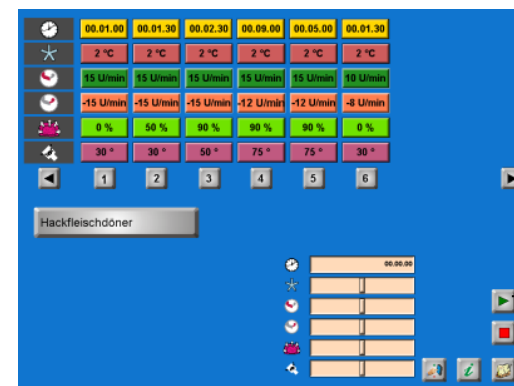 00.01.00 00.01.30 00.02.30 00.09.00 00.05.00 00.01.30
2 °C 2 °C 2 °C 2 °C 2 °C 2 °C
15 U/min 15 U/min 15 U/min 15 U/min 15 U/min 10 U/min
-15 U/min -15 U/min -15 U/min -12 U/min -12 U/min -8 U/min
0 % 50 % 90 % 90 % 90 % 0 %
30 ° 30 ° 50 ° 75 ° 75 ° 30 °
1 2 3 4 5 6
Hackfleischdöner
00.00.00
i